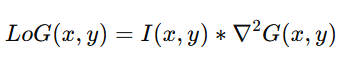 LoG(x, y) = I(x, y) ∗ ∇²G(x, y)